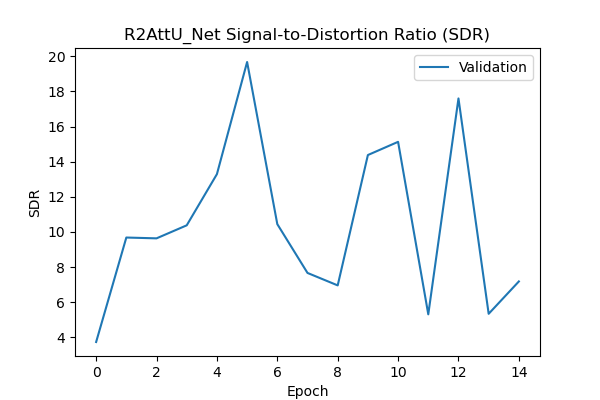 R2AttU_Net Signal-to-Distortion Ratio (SDR)
Validation
20
18
16
14
12
10
8
6
4
SDR
0 2 4 6 8 10 12 14
Epoch